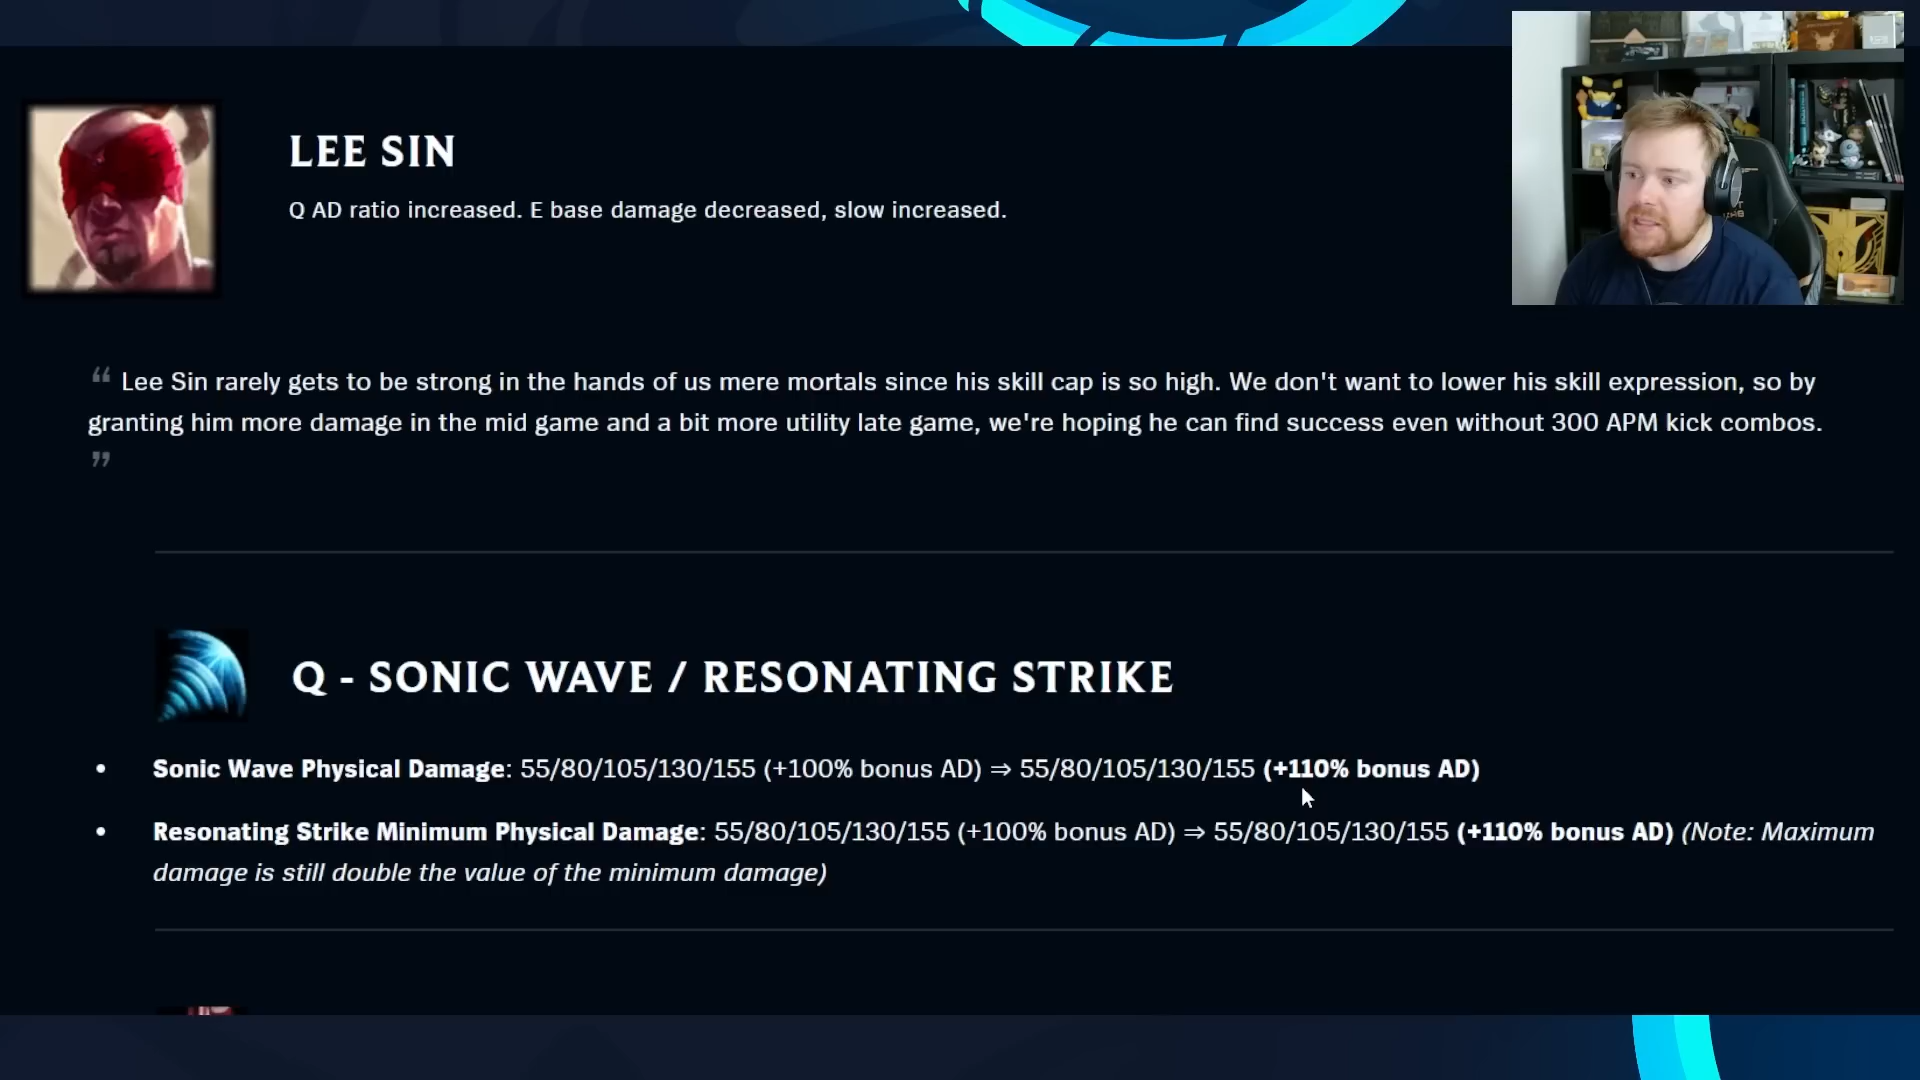 LEE SIN
Q AD ratio increased. E base damage decreased, slow increased.
“ Lee Sin rarely gets to be strong in the hands of us mere mortals since his skill cap is so high. We don't want to lower his skill expression, so by
granting him more damage in the mid game and a bit more utility late game, we're hoping he can find success even without 300 APM kick combos.
”
Q - SONIC WAVE / RESONATING STRIKE
• Sonic Wave Physical Damage: 55/80/105/130/155 (+100% bonus AD) ⇒ 55/80/105/130/155 (+110% bonus AD)
• Resonating Strike Minimum Physical Damage: 55/80/105/130/155 (+100% bonus AD) ⇒ 55/80/105/130/155 (+110% bonus AD) (Note: Maximum
damage is still double the value of the minimum damage)